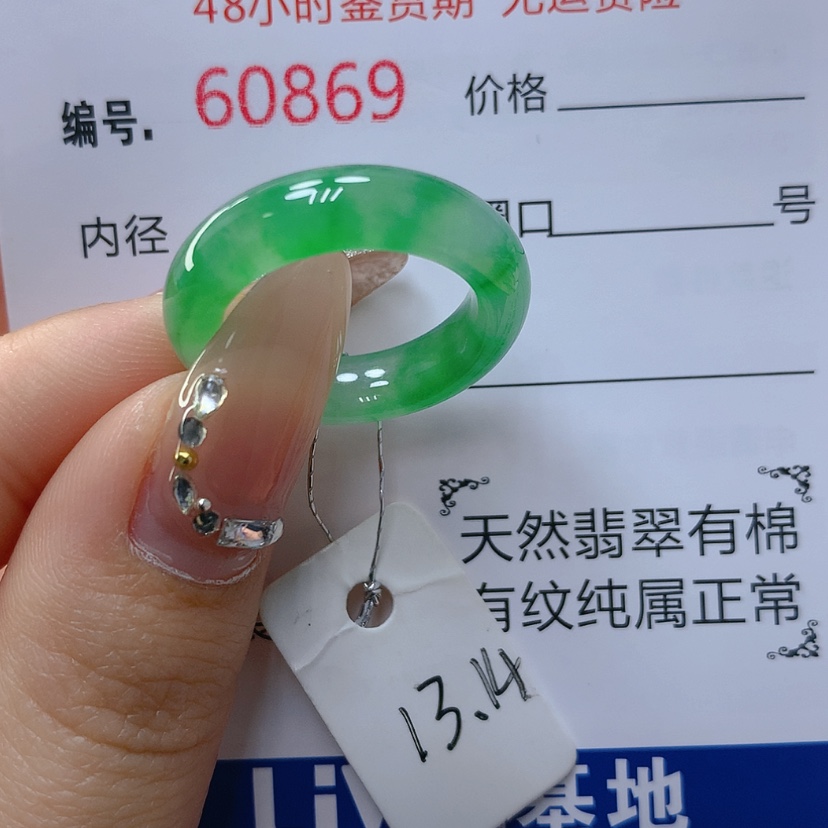 48小时鉴赏期 无运费险
编号. 60869 价格
内径 圈口 号
天然翡翠有棉
有纹纯属正常
13.14
Liv 基地